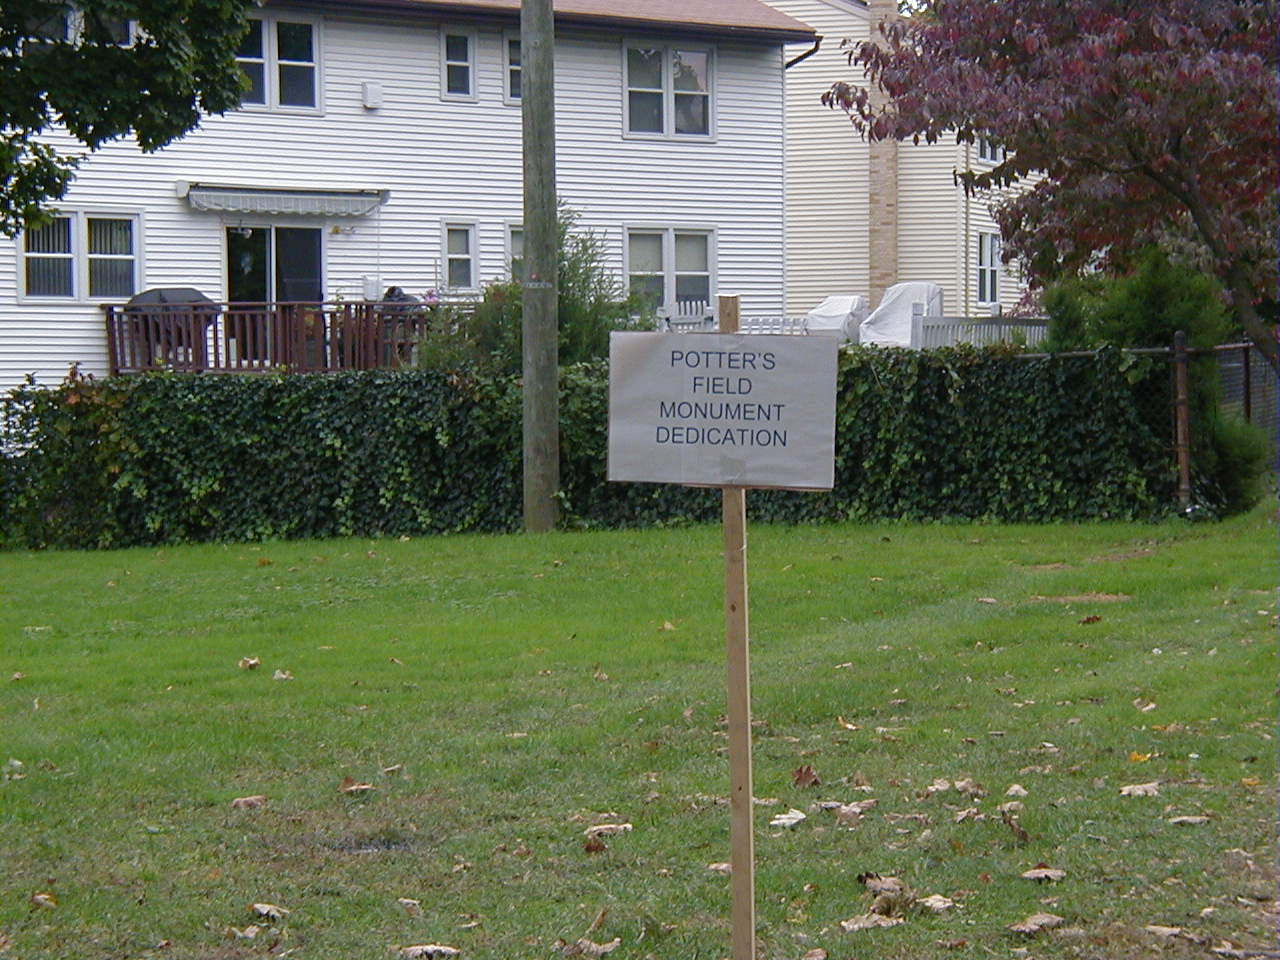 POTTER'S
FIELD
MONUMENT
DEDICATION